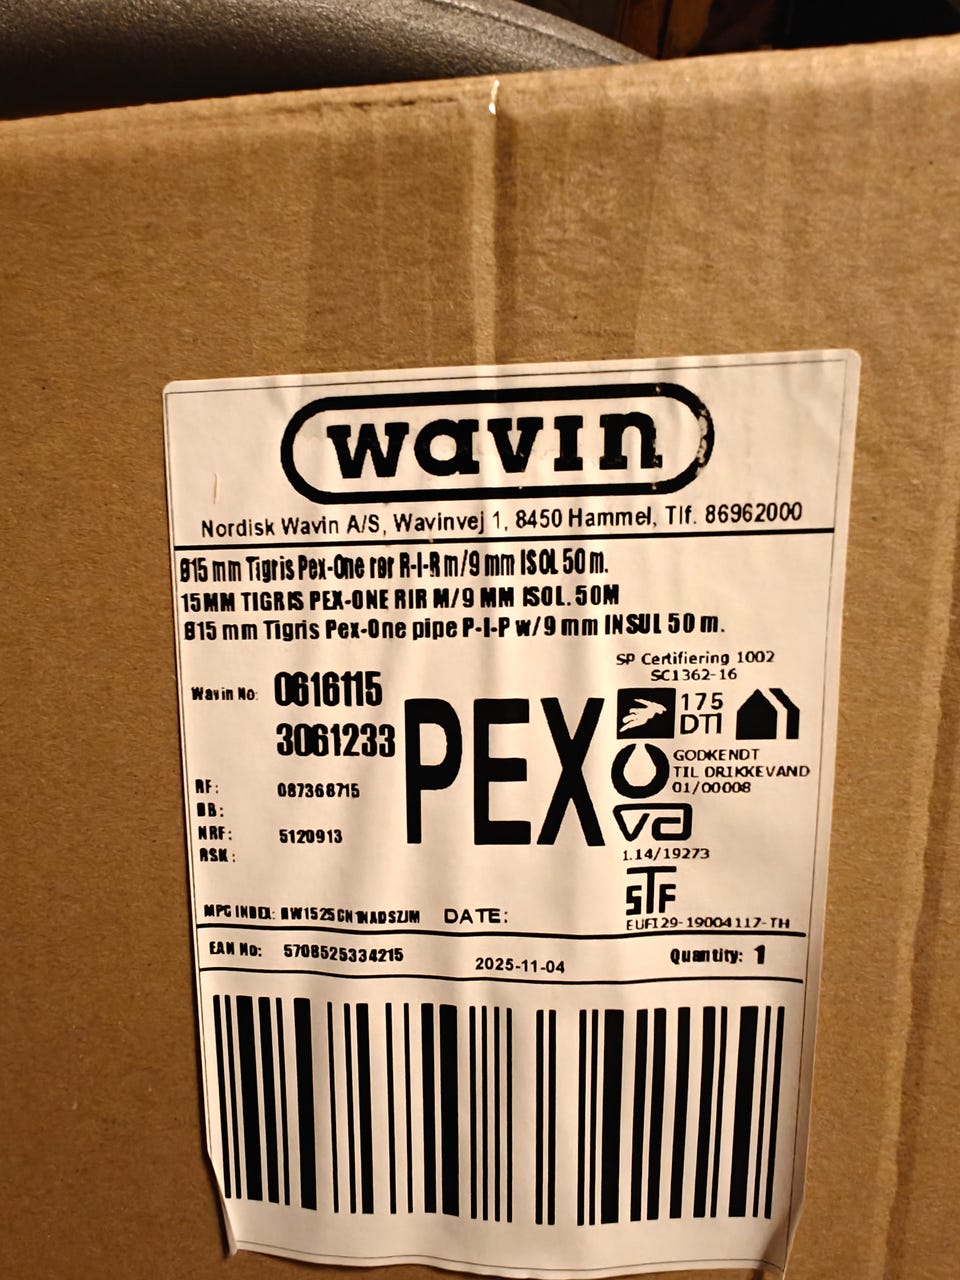 wavin
Nordisk Wavin A/S, Wavinvej 1, 8450 Hammel, Tlf. 86962000
Ø15 mm Tigris Pex-One rør R-I-R m/9 mm ISOL 50 m.
15MM TIGRIS PEX-ONE RIR M/9 MM ISOL. 50M
Ø15 mm Tigris Pex-One pipe P-I-P w/9 mm INSUL 50 m.
SP Certifiering 1002
SC1362-16
Wavin No: 0616115
3061233
PEX
175
DTI
GODKENDT
TIL DRIKKEVAND
01/00008
va
1.14/19273
STF
EUFI29-19004117-TH
RF: 087368715
DB:
NRF: 5120913
RSK:
MPG INDEX: DATE:
EAN No: 5708525334215
2025-11-04
Quantity: 1